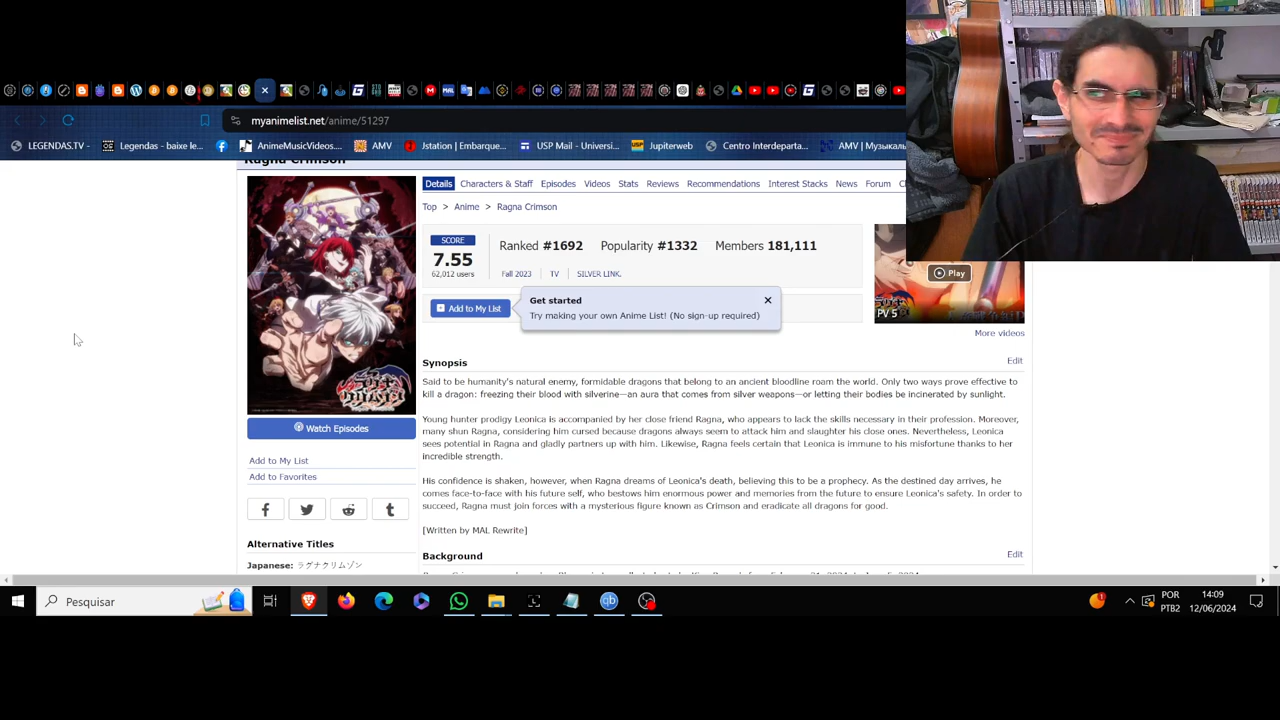 myanimelist.net/anime/51297
LEGENDAS.TV -
Legendas - baixe le...
AnimeMusicVideos....
AMV
Jstation | Embarque...
USP Mail - Universi...
Jupiterweb
Centro Interdeparta...
AMV | Музыкаль
Ragna Crimson
Details
Characters & Staff
Episodes
Videos
Stats
Reviews
Recommendations
Interest Stacks
News
Forum
Top > Anime > Ragna Crimson
SCORE
7.55
62,012 users
Ranked #1692
Popularity #1332
Members 181,111
Fall 2023
TV
SILVER LINK.
Play
PV 5
Add to My List
Get started
Try making your own Anime List! (No sign-up required)
More videos
Synopsis
Edit
Said to be humanity's natural enemy, formidable dragons that belong to an ancient bloodline roam the world. Only two ways prove effective to
kill a dragon: freezing their blood with silverine—an aura that comes from silver weapons—or letting their bodies be incinerated by sunlight.
Young hunter prodigy Leonica is accompanied by her close friend Ragna, who appears to lack the skills necessary in their profession. Moreover,
many shun Ragna, considering him cursed because dragons always seem to attack him and slaughter his close ones. Nevertheless, Leonica
sees potential in Ragna and gladly partners up with him. Likewise, Ragna feels certain that Leonica is immune to his misfortune thanks to her
incredible strength.
His confidence is shaken, however, when Ragna dreams of Leonica's death, believing this to be a prophecy. As the destined day arrives, he
comes face-to-face with his future self, who bestows him enormous power and memories from the future to ensure Leonica's safety. In order to
succeed, Ragna must join forces with a mysterious figure known as Crimson and eradicate all dragons for good.
[Written by MAL Rewrite]
Background
Edit
Watch Episodes
Add to My List
Add to Favorites
Alternative Titles
Japanese: ラグナクリムゾン
Pesquisar
POR
PTB2
14:09
12/06/2024